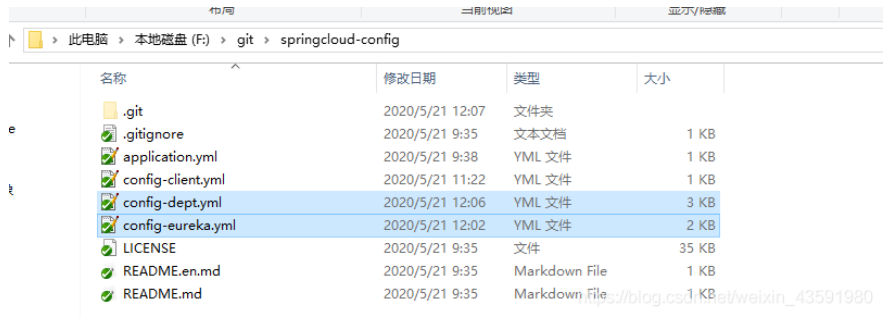 布局 当前视图 显示/隐藏
此电脑 > 本地磁盘 (F:) > git > springcloud-config
名称 修改日期 类型 大小
.git 2020/5/21 12:07 文件夹
.gitignore 2020/5/21 9:35 文本文档 1 KB
application.yml 2020/5/21 9:38 YML 文件 1 KB
config-client.yml 2020/5/21 11:22 YML 文件 1 KB
config-dept.yml 2020/5/21 12:06 YML 文件 3 KB
config-eureka.yml 2020/5/21 12:02 YML 文件 2 KB
LICENSE 2020/5/21 9:35 文件 35 KB
README.en.md 2020/5/21 9:35 Markdown File 1 KB
README.md 2020/5/21 9:35 Markdown File 1 KB
https://blog.csdn.net/weixin_43591980